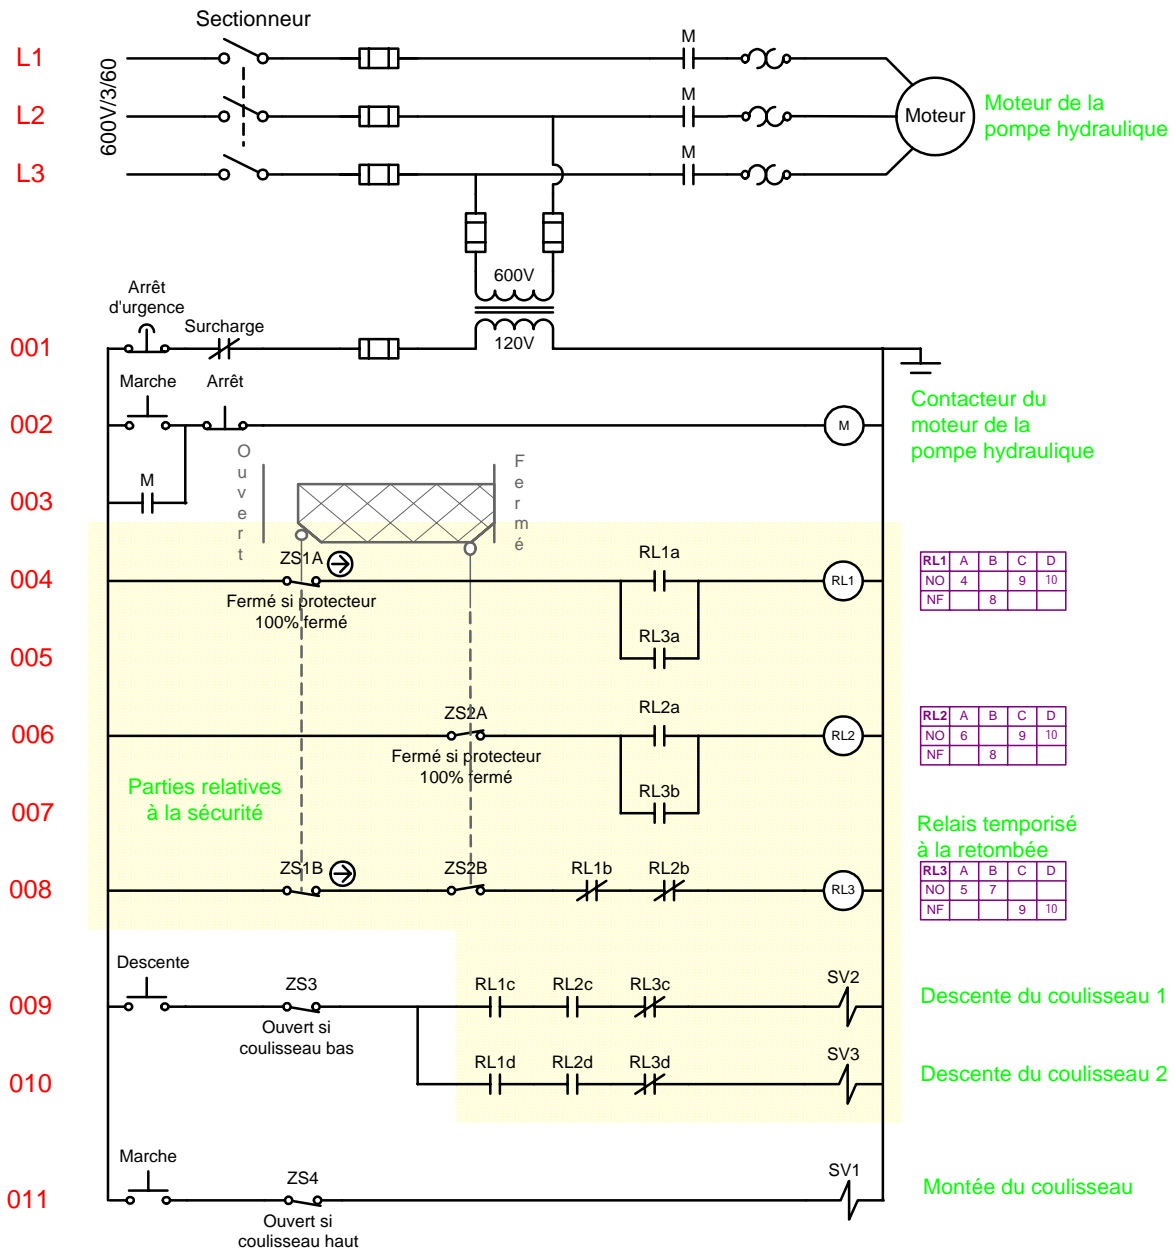 Sectionneur
L1
L2
L3
600V/3/60
M
M
M
Moteur
Moteur de la
pompe hydraulique
600V
120V
Arrêt
d'urgence
Surcharge
001
Marche
Arrêt
002
M
Contacteur du
moteur de la
pompe hydraulique
003
M
Ouvert
Fermé
004
ZS1A
Fermé si protecteur
100% fermé
RL1a
RL1
RL1 A B C D
NO 4 9 10
NF 8
005
RL3a
006
ZS2A
Fermé si protecteur
100% fermé
RL2a
RL2
RL2 A B C D
NO 6 9 10
NF 8
Parties relatives
à la sécurité
007
RL3b
Relais temporisé
à la retombée
008
ZS1B
ZS2B
RL1b
RL2b
RL3
RL3 A B C D
NO 5 7
NF 9 10
009
Descente
ZS3
Ouvert si
coulisseau bas
RL1c
RL2c
RL3c
SV2
Descente du coulisseau 1
010
RL1d
RL2d
RL3d
SV3
Descente du coulisseau 2
011
Marche
ZS4
Ouvert si
coulisseau haut
SV1
Montée du coulisseau